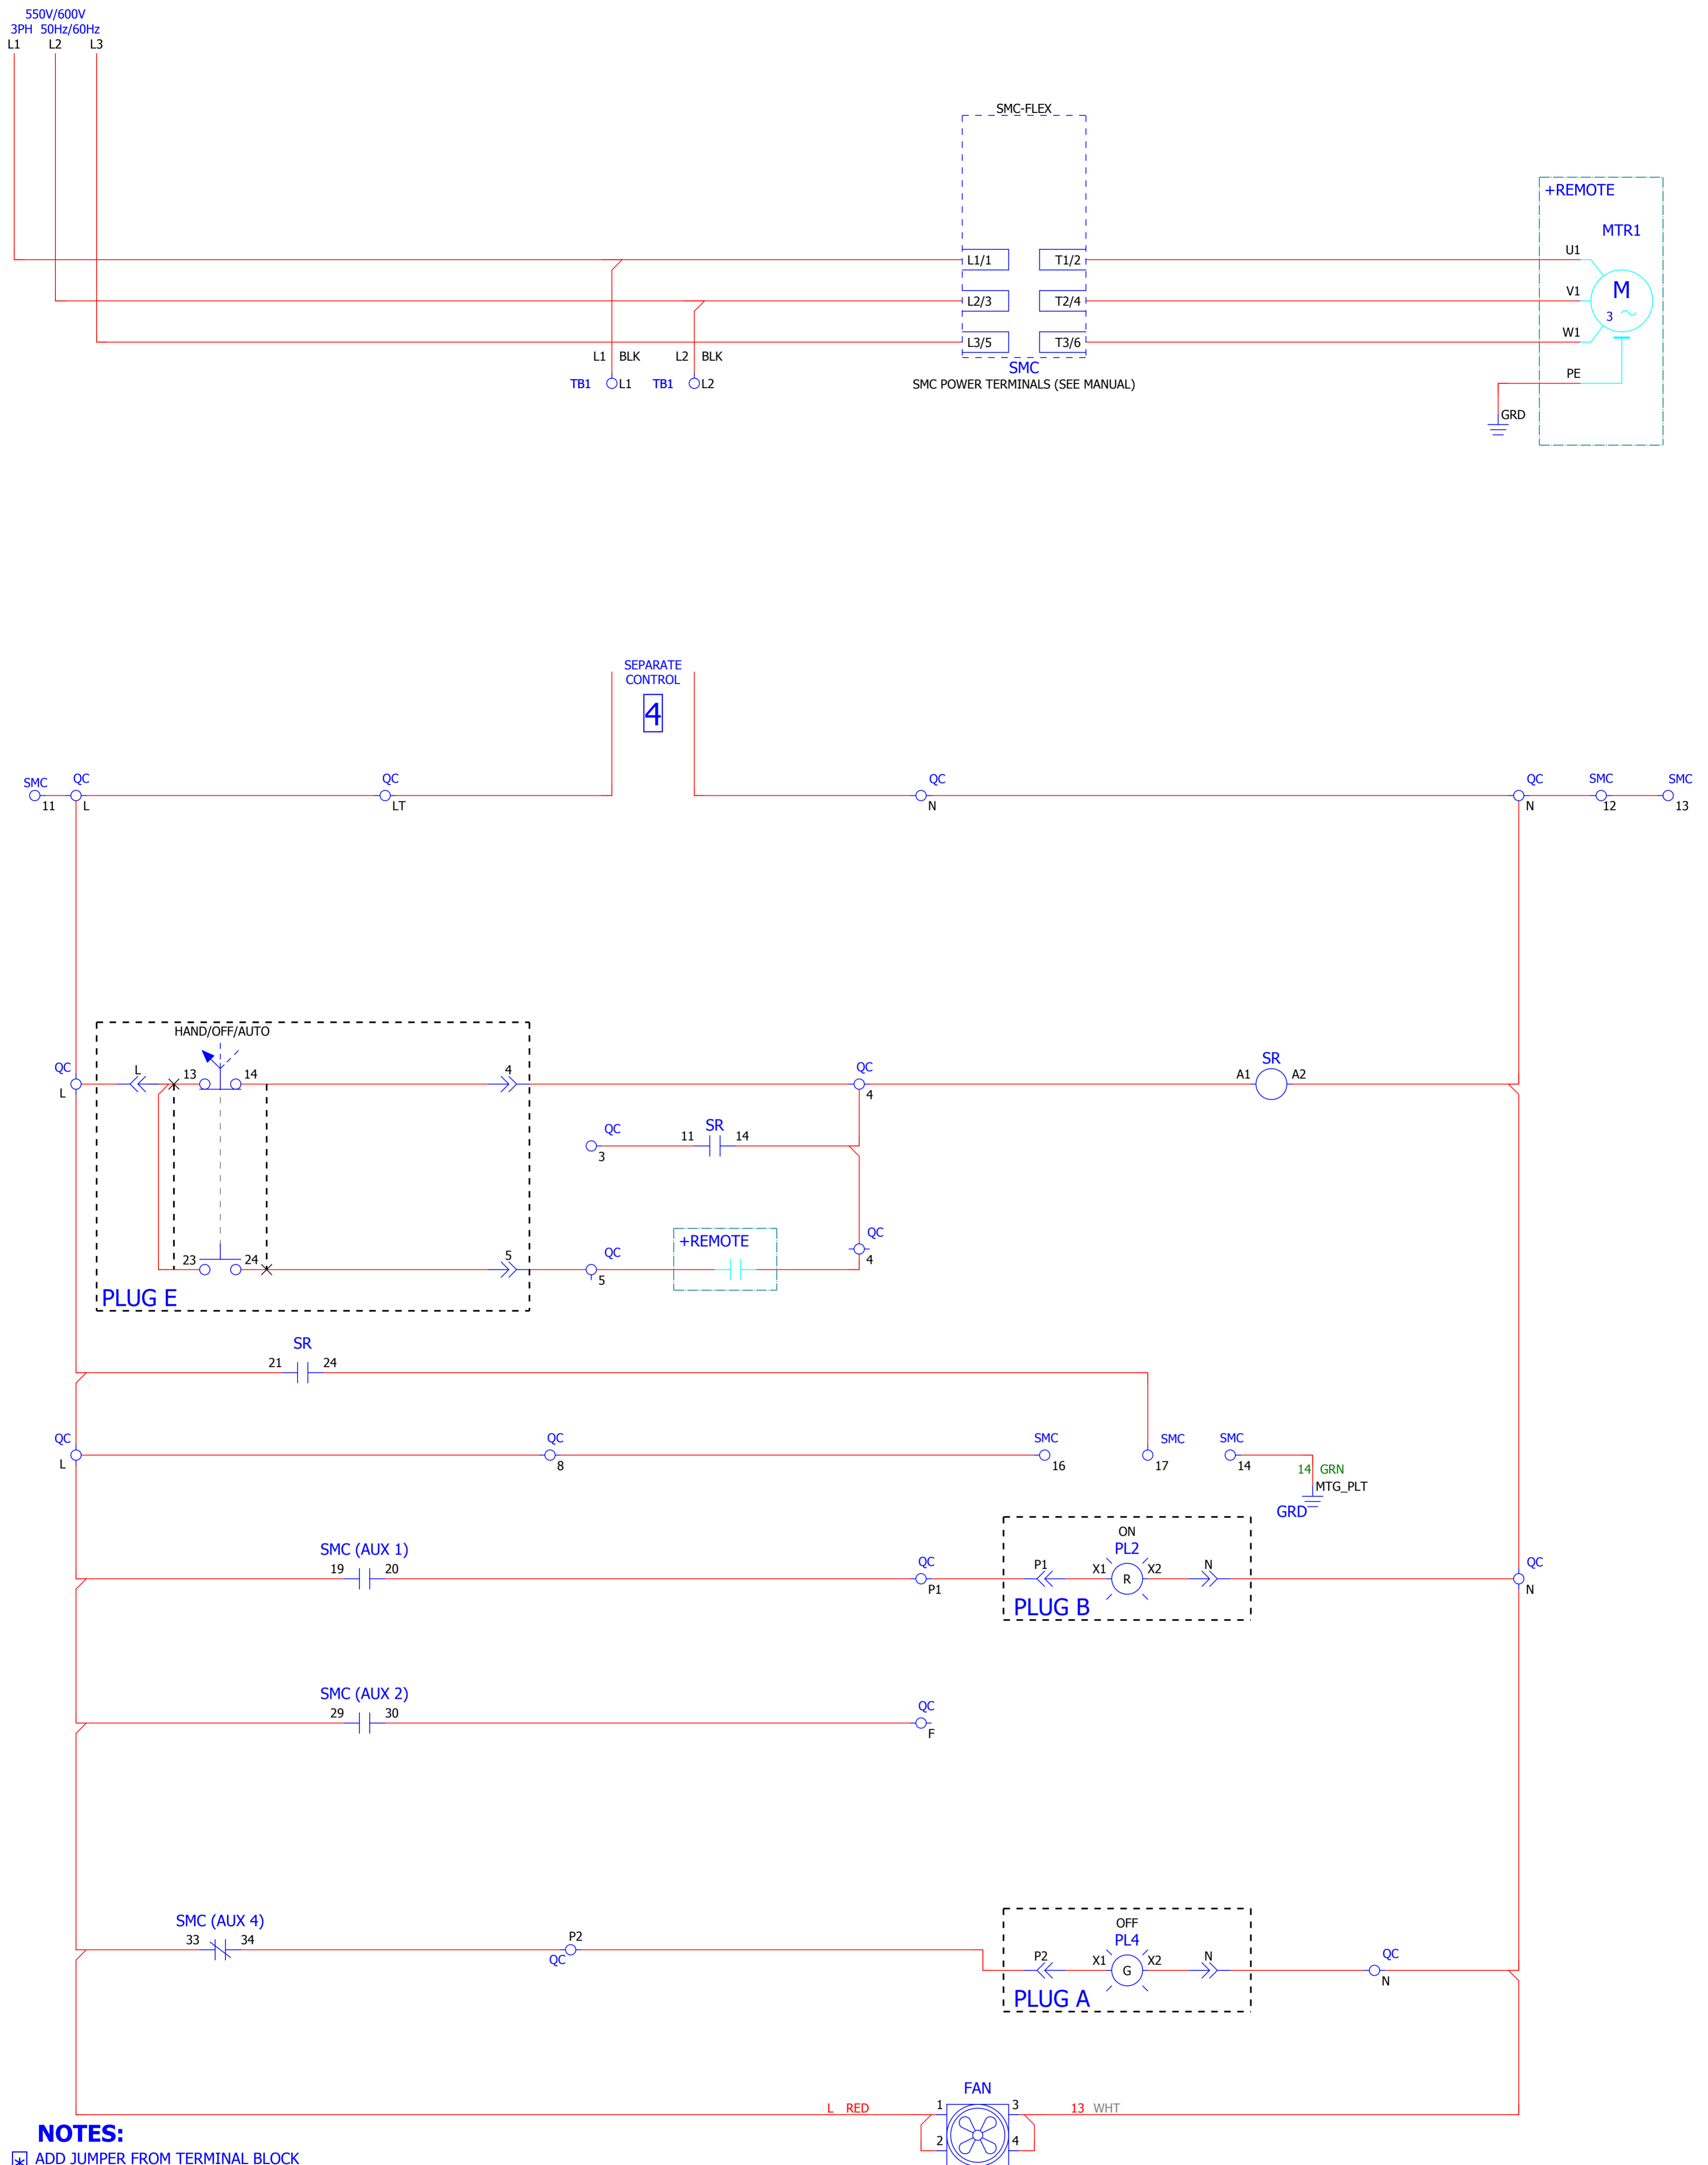 550V/600V
3PH 50Hz/60Hz
L1 L2 L3
SMC-FLEX
L1/1 T1/2
L2/3 T2/4
L3/5 T3/6
SMC
SMC POWER TERMINALS (SEE MANUAL)
+REMOTE
MTR1
U1
V1
W1
PE
M
3
GRD
L1 BLK L2 BLK
TB1 L1 TB1 L2
SEPARATE
CONTROL
4
SMC QC QC QC QC SMC SMC
11 L LT N N 12 13
HAND/OFF/AUTO
QC L 13 14 4 QC SR
L 4 A1 A2
QC 11 SR 14
3
+REMOTE QC
4
23 24 5 QC
5
PLUG E
SR
21 24
QC QC SMC SMC SMC
L 8 16 17 14
14 GRN
MTG_PLT
GRD
ON
SMC (AUX 1) PL2
19 20 QC P1 X1 R X2 N QC
P1 N
PLUG B
SMC (AUX 2)
29 30 QC
F
OFF
SMC (AUX 4) PL4
33 34 P2
QC
P2 X1 G X2 N QC
N
PLUG A
FAN
L RED 1 3 13 WHT
2 4
NOTES:
* ADD JUMPER FROM TERMINAL BLOCK